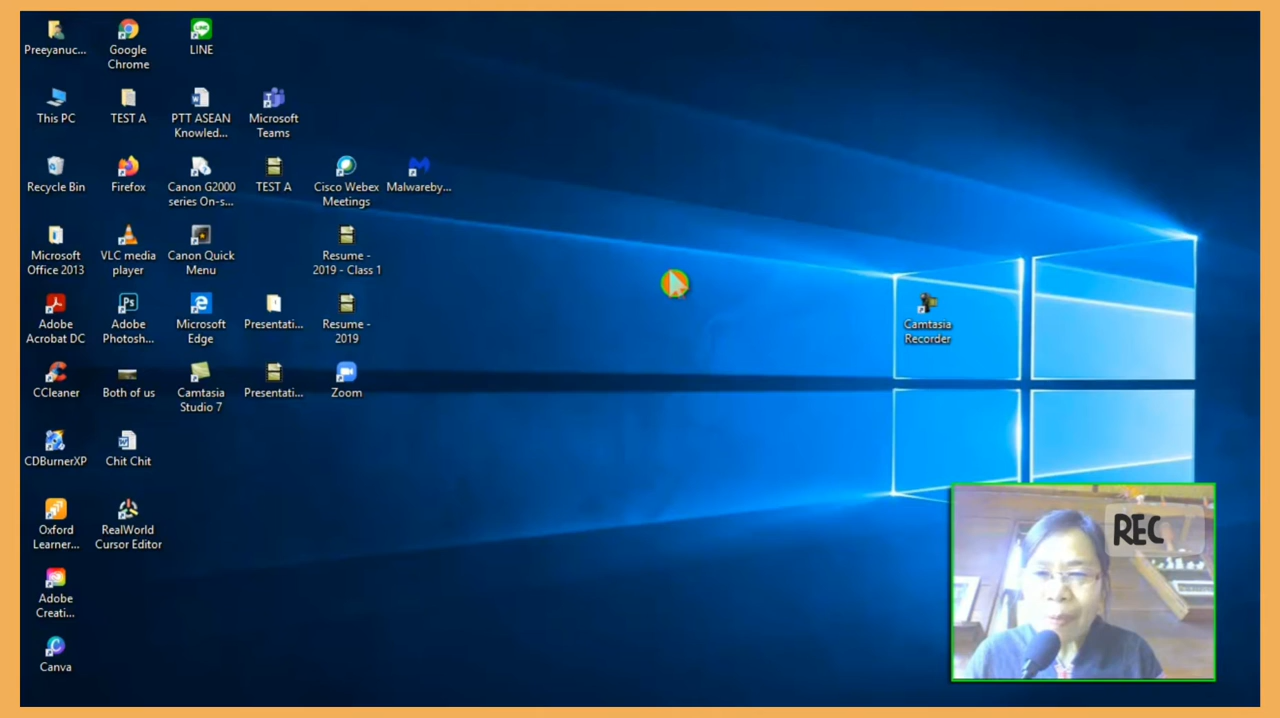 Preeyanuc...
Google
Chrome
LINE
This PC
TEST A
PTT ASEAN
Knowled...
Microsoft
Teams
Recycle Bin
Firefox
Canon G2000
series On-s...
TEST A
Cisco Webex
Meetings
Malwareby...
Microsoft
Office 2013
VLC media
player
Canon Quick
Menu
Resume -
2019 - Class 1
Adobe
Acrobat DC
Adobe
Photosh...
Microsoft
Edge
Presentati...
Resume -
2019
Camtasia
Recorder
CCleaner
Both of us
Camtasia
Studio 7
Presentati...
Zoom
CDBurnerXP
Chit Chit
Oxford
Learner...
RealWorld
Cursor Editor
REC
Adobe
Creati...
Canva